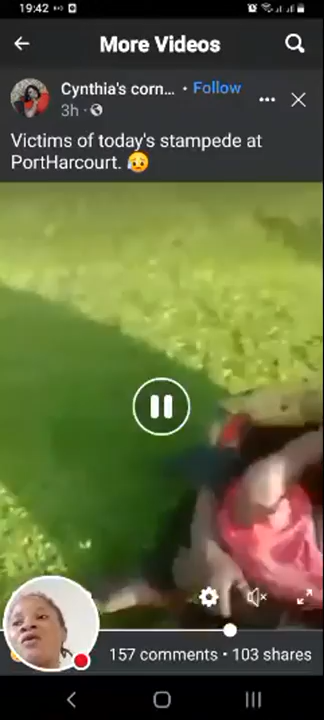 19:42
More Videos
Cynthia's corn... • Follow
3h ·
Victims of today's stampede at
PortHarcourt. 😥
157 comments • 103 shares